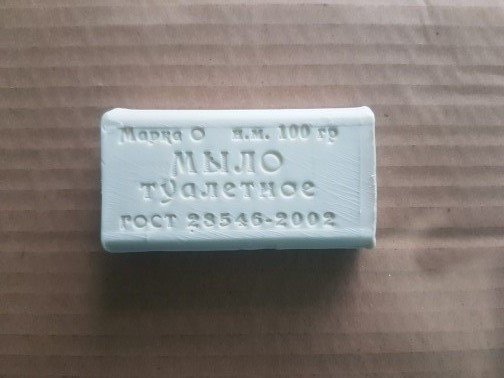 Марка О н.м. 100 гр
МЫЛО
туалетное
ГОСТ 28546-2002